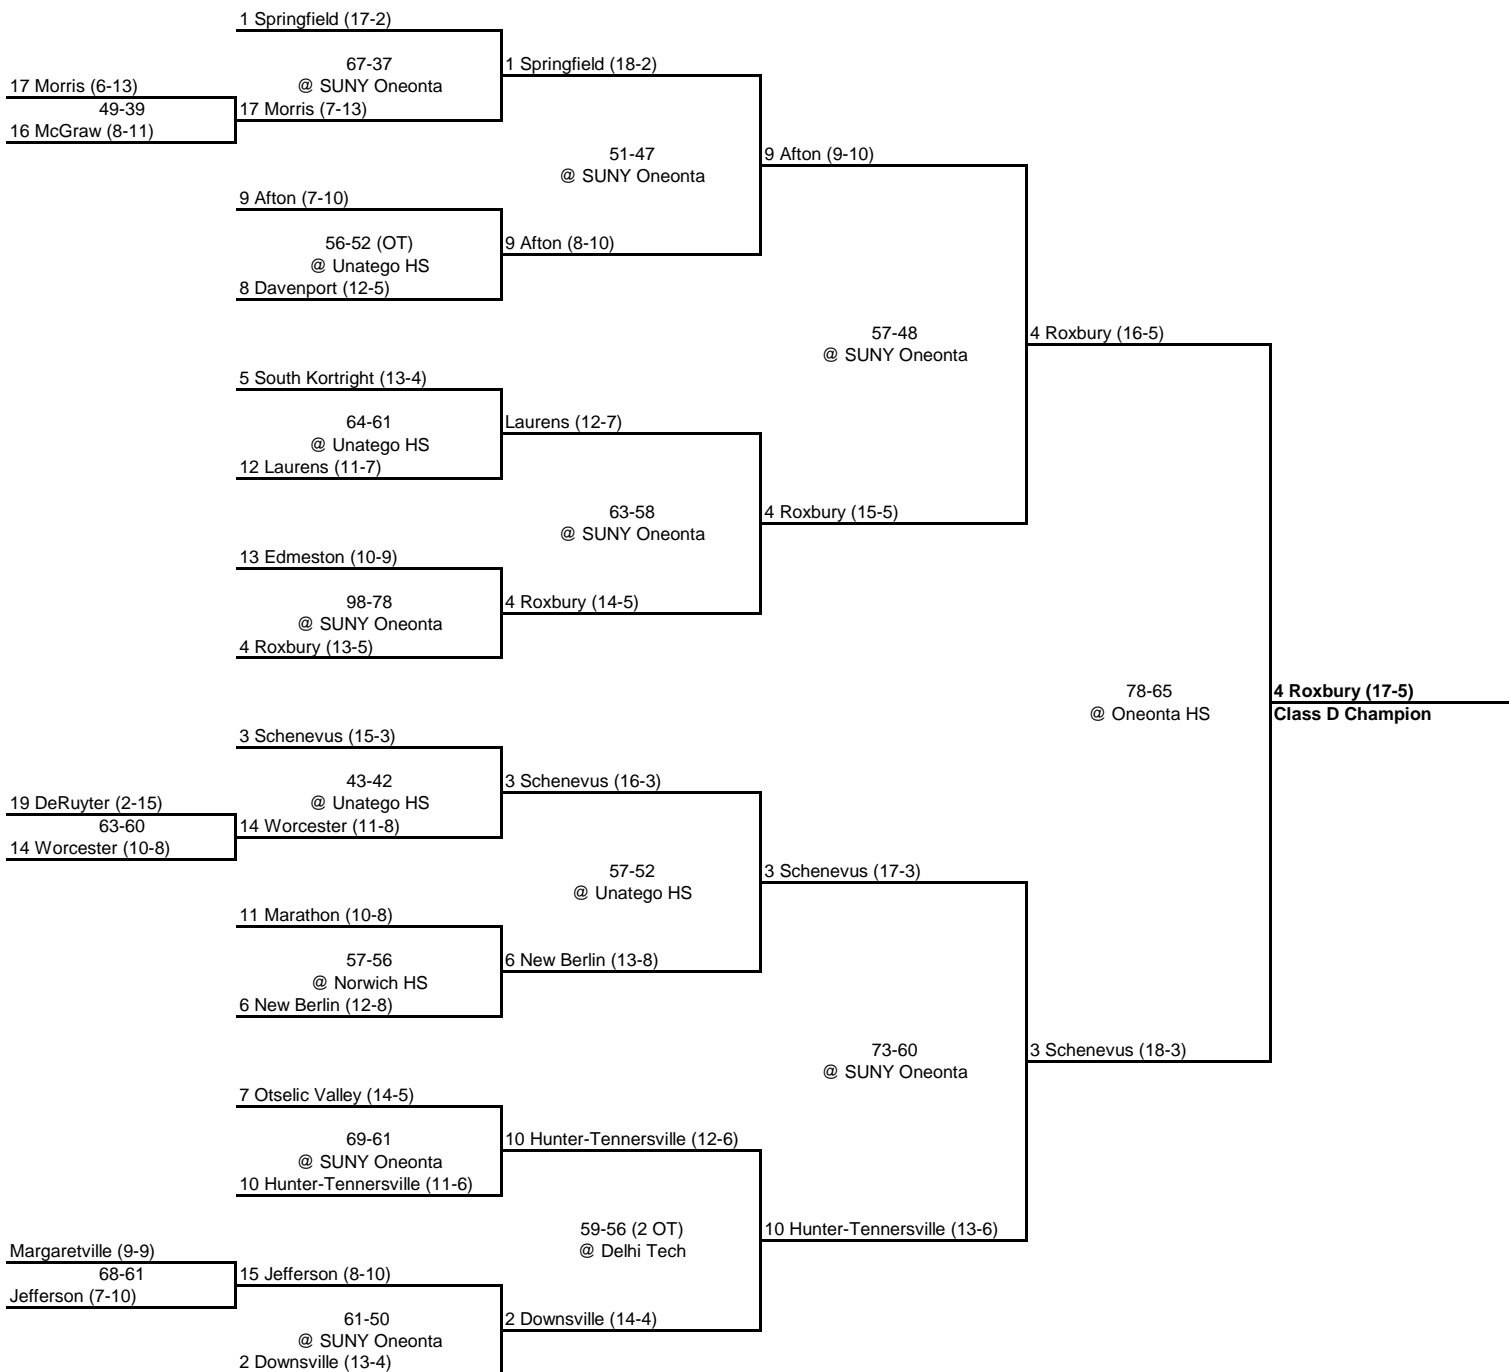 1 Springfield (17-2)
67-37
@ SUNY Oneonta
1 Springfield (18-2)
17 Morris (6-13)
49-39
16 McGraw (8-11)
17 Morris (7-13)
51-47
@ SUNY Oneonta
9 Afton (9-10)
9 Afton (7-10)
56-52 (OT)
@ Unatego HS
9 Afton (8-10)
8 Davenport (12-5)
57-48
@ SUNY Oneonta
4 Roxbury (16-5)
5 South Kortright (13-4)
64-61
@ Unatego HS
Laurens (12-7)
12 Laurens (11-7)
63-58
@ SUNY Oneonta
4 Roxbury (15-5)
13 Edmeston (10-9)
98-78
@ SUNY Oneonta
4 Roxbury (14-5)
4 Roxbury (13-5)
78-65
@ Oneonta HS
4 Roxbury (17-5)
Class D Champion
3 Schenevus (15-3)
43-42
@ Unatego HS
3 Schenevus (16-3)
19 DeRuyter (2-15)
63-60
14 Worcester (10-8)
14 Worcester (11-8)
57-52
@ Unatego HS
3 Schenevus (17-3)
11 Marathon (10-8)
57-56
@ Norwich HS
6 New Berlin (13-8)
6 New Berlin (12-8)
73-60
@ SUNY Oneonta
3 Schenevus (18-3)
7 Otselic Valley (14-5)
69-61
@ SUNY Oneonta
10 Hunter-Tennersville (12-6)
10 Hunter-Tennersville (11-6)
59-56 (2 OT)
@ Delhi Tech
10 Hunter-Tennersville (13-6)
Margaretville (9-9)
68-61
Jefferson (7-10)
15 Jefferson (8-10)
61-50
@ SUNY Oneonta
2 Downsville (14-4)
2 Downsville (13-4)